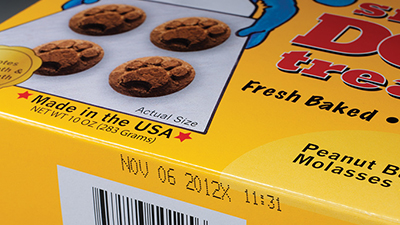 Actual Size
Made in the USA
NET WT 10 OZ (283 Grams)
Fresh Baked •
Peanut B
Molasses
NOV 06 2012X 11:31